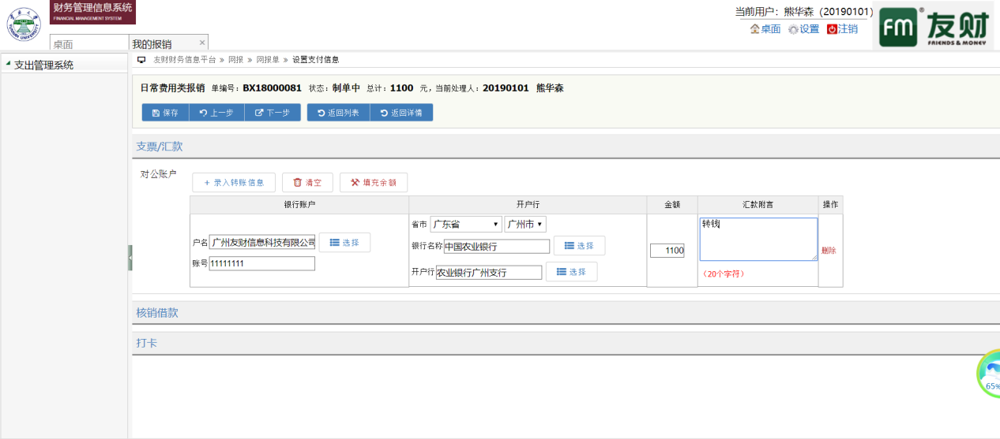 财务管理信息系统
FINANCIAL MANAGEMENT SYSTEM
当前用户：熊华森（20190101）
桌面 设置 注销
FM® 友财
FRIENDS & MONEY
桌面 我的报销 ×
支出管理系统
友财财务信息平台 » 网报 » 网报单 » 设置支付信息
日常费用类报销 单编号：BX18000081 状态：制单中 总计：1100 元，当前处理人：20190101 熊华森
保存 上一步 下一步 返回列表 返回详情
支票/汇款
对公账户
+ 录入转账信息 清空 填充余额
银行账户 开户行 金额 汇款附言 操作
省市 广东省 广州市
转钱
户名 广州友财信息科技有限公司 选择
银行名称 中国农业银行 选择
1100
删除
账号 11111111
开户行 农业银行广州支行 选择
（20个字符）
核销借款
打卡
65%